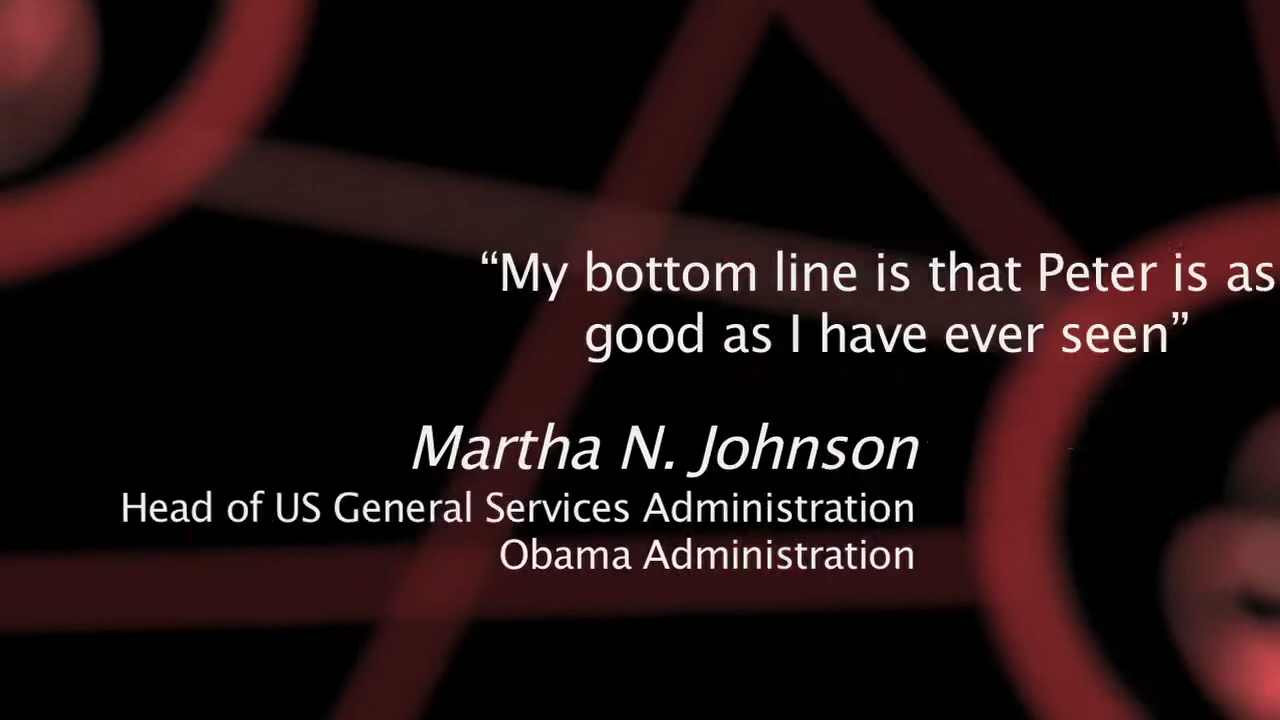 “My bottom line is that Peter is as
good as I have ever seen”
Martha N. Johnson
Head of US General Services Administration
Obama Administration